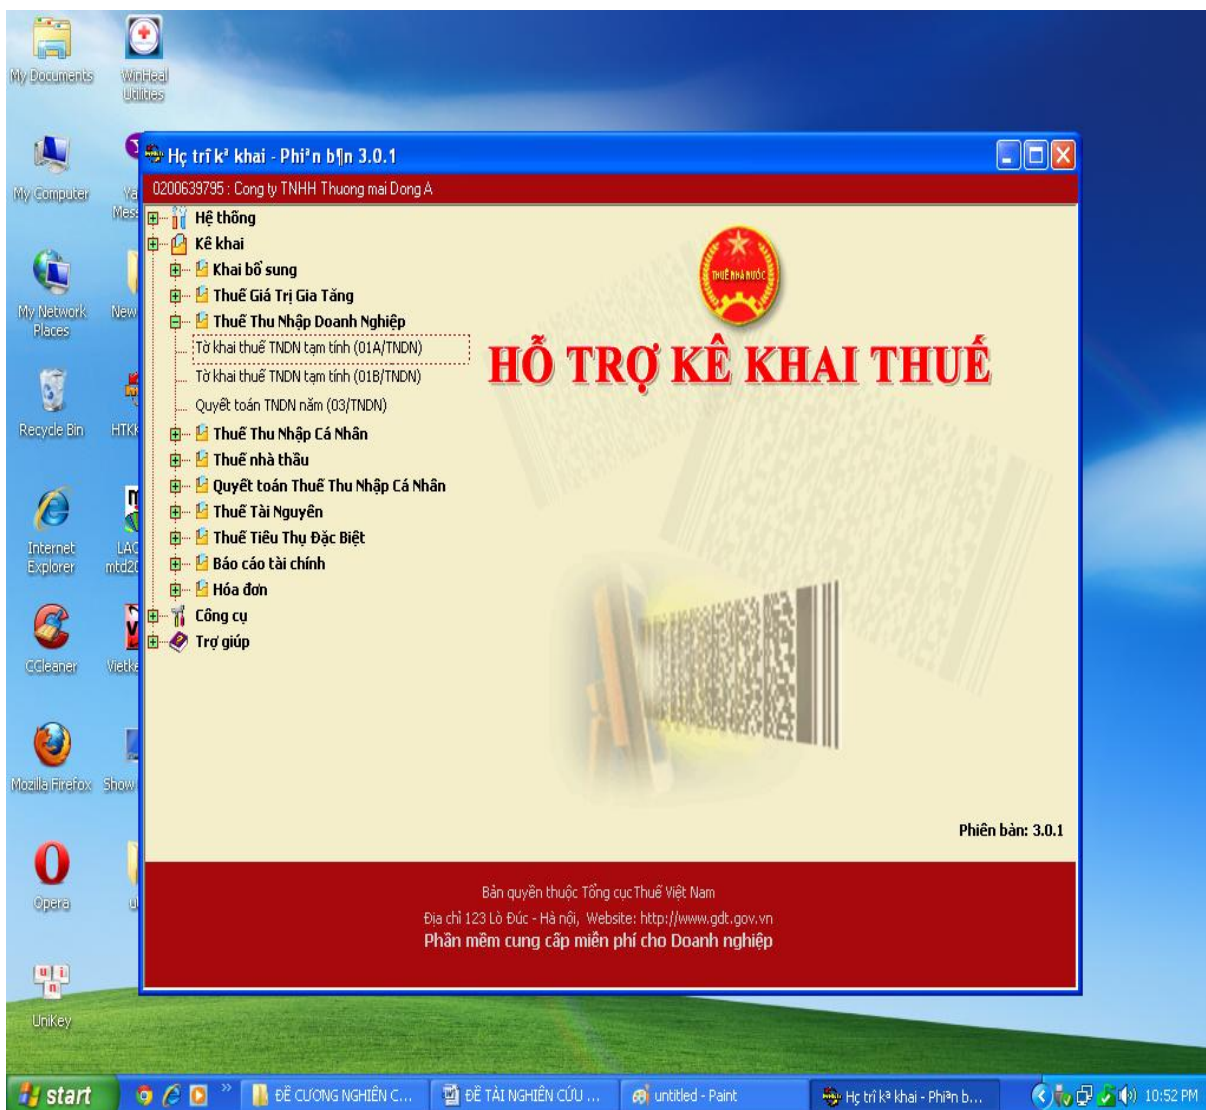 My Documents
WinHeal
Utilities
My Computer
My Network
Places
New
Recycle Bin
Internet
Explorer
CCleaner
Mozilla Firefox
Show
Opera
UniKey
Hç trî kª khai - Phiªn b¶n 3.0.1
0200639795 : Cong ty TNHH Thuong mai Dong A
Hệ thống
Kê khai
Khai bổ sung
Thuế Giá Trị Gia Tăng
Thuế Thu Nhập Doanh Nghiệp
Tờ khai thuế TNDN tạm tính (01A/TNDN)
Tờ khai thuế TNDN tạm tính (01B/TNDN)
Quyết toán TNDN năm (03/TNDN)
Thuế Thu Nhập Cá Nhân
Thuế nhà thầu
Quyết toán Thuế Thu Nhập Cá Nhân
Thuế Tài Nguyên
Thuế Tiêu Thụ Đặc Biệt
Báo cáo tài chính
Hóa đơn
Công cụ
Trợ giúp
THUẾ NHÀ NƯỚC
HỖ TRỢ KÊ KHAI THUẾ
Phiên bản: 3.0.1
Bản quyền thuộc Tổng cục Thuế Việt Nam
Địa chỉ 123 Lò Đúc - Hà nội, Website: http://www.gdt.gov.vn
Phần mềm cung cấp miễn phí cho Doanh nghiệp
start
ĐỀ CƯƠNG NGHIÊN C...
ĐỀ TÀI NGHIÊN CỨU ...
untitled - Paint
Hç trî kª khai - Phiªn b...
10:52 PM